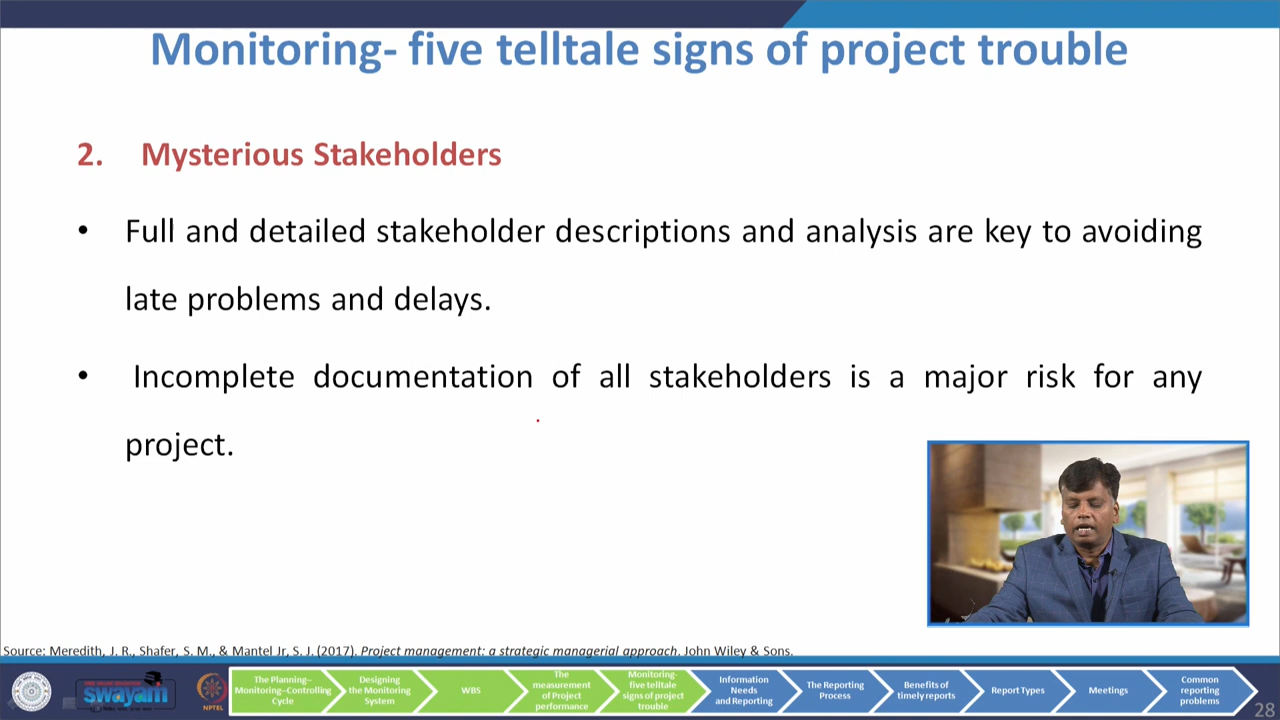 Monitoring- five telltale signs of project trouble
2. Mysterious Stakeholders
• Full and detailed stakeholder descriptions and analysis are key to avoiding
late problems and delays.
• Incomplete documentation of all stakeholders is a major risk for any
project.
Source: Meredith, J. R., Shafer, S. M., & Mantel Jr, S. J. (2017). Project management: a strategic managerial approach. John Wiley & Sons.
swayam
NPTEL
The Planning–
Monitoring–Controlling
Cycle
Designing
the Monitoring
System
WBS
The
measurement
of Project
performance
Monitoring-
five telltale
signs of project
trouble
Information
Needs
and Reporting
The Reporting
Process
Benefits of
timely reports
Report Types
Meetings
Common
reporting
problems
28